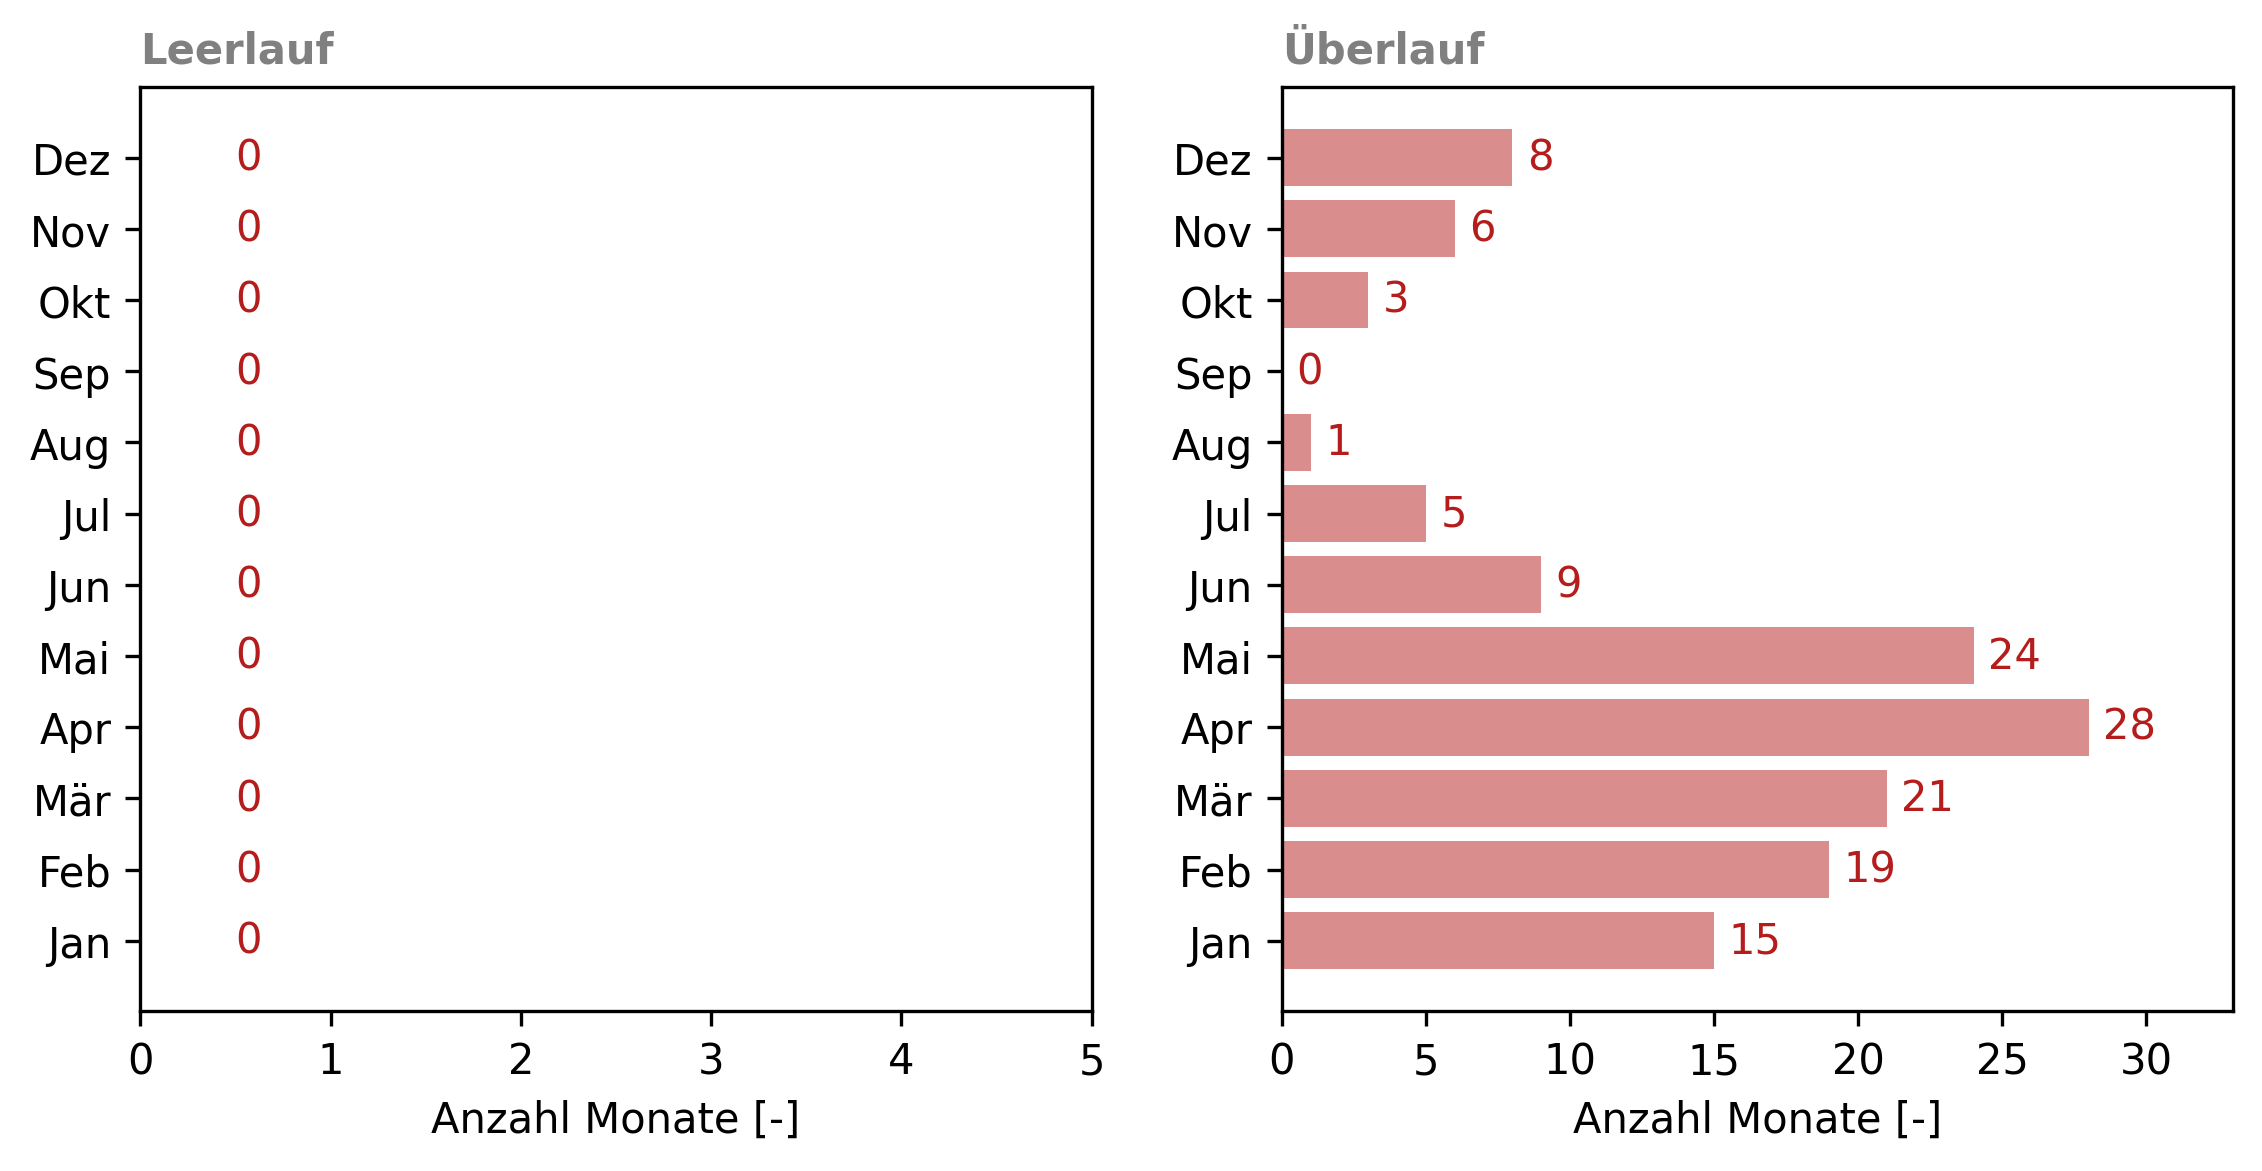 Leerlauf
Dez 0
Nov 0
Okt 0
Sep 0
Aug 0
Jul 0
Jun 0
Mai 0
Apr 0
Mär 0
Feb 0
Jan 0
0 1 2 3 4 5
Anzahl Monate [-]
Überlauf
Dez 8
Nov 6
Okt 3
Sep 0
Aug 1
Jul 5
Jun 9
Mai 24
Apr 28
Mär 21
Feb 19
Jan 15
0 5 10 15 20 25 30
Anzahl Monate [-]